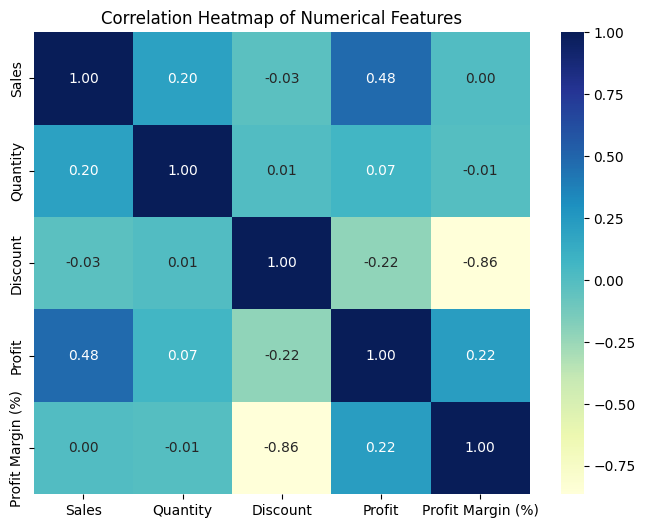 Correlation Heatmap of Numerical Features
Sales 1.00 0.20 -0.03 0.48 0.00
Quantity 0.20 1.00 0.01 0.07 -0.01
Discount -0.03 0.01 1.00 -0.22 -0.86
Profit 0.48 0.07 -0.22 1.00 0.22
Profit Margin (%) 0.00 -0.01 -0.86 0.22 1.00
Sales Quantity Discount Profit Profit Margin (%)
1.00
0.75
0.50
0.25
0.00
−0.25
−0.50
−0.75